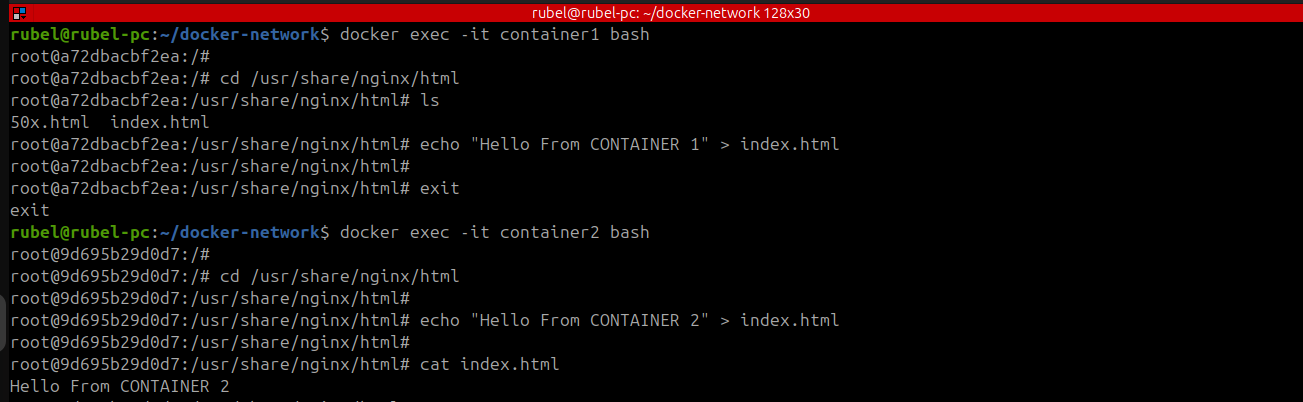 rubel@rubel-pc: ~/docker-network 128x30
rubel@rubel-pc:~/docker-network$ docker exec -it container1 bash
root@a72dbacbf2ea:/#
root@a72dbacbf2ea:/# cd /usr/share/nginx/html
root@a72dbacbf2ea:/usr/share/nginx/html# ls
50x.html  index.html
root@a72dbacbf2ea:/usr/share/nginx/html# echo "Hello From CONTAINER 1" > index.html
root@a72dbacbf2ea:/usr/share/nginx/html#
root@a72dbacbf2ea:/usr/share/nginx/html# exit
exit
rubel@rubel-pc:~/docker-network$ docker exec -it container2 bash
root@9d695b29d0d7:/#
root@9d695b29d0d7:/# cd /usr/share/nginx/html
root@9d695b29d0d7:/usr/share/nginx/html#
root@9d695b29d0d7:/usr/share/nginx/html# echo "Hello From CONTAINER 2" > index.html
root@9d695b29d0d7:/usr/share/nginx/html#
root@9d695b29d0d7:/usr/share/nginx/html# cat index.html
Hello From CONTAINER 2